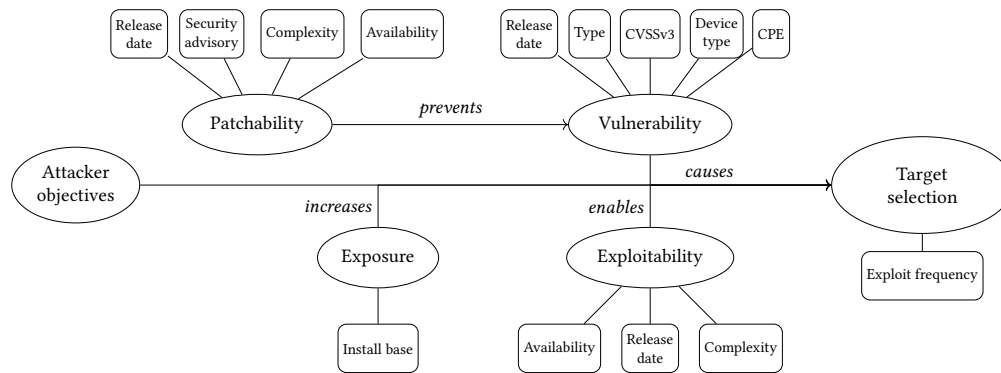 Release
date
Security
advisory
Complexity
Availability
Release
date
Type
CVSSv3
Device
type
CPE
Patchability
prevents
Vulnerability
Attacker
objectives
causes
Target
selection
increases
enables
Exposure
Exploitability
Exploit frequency
Install base
Availability
Release
date
Complexity